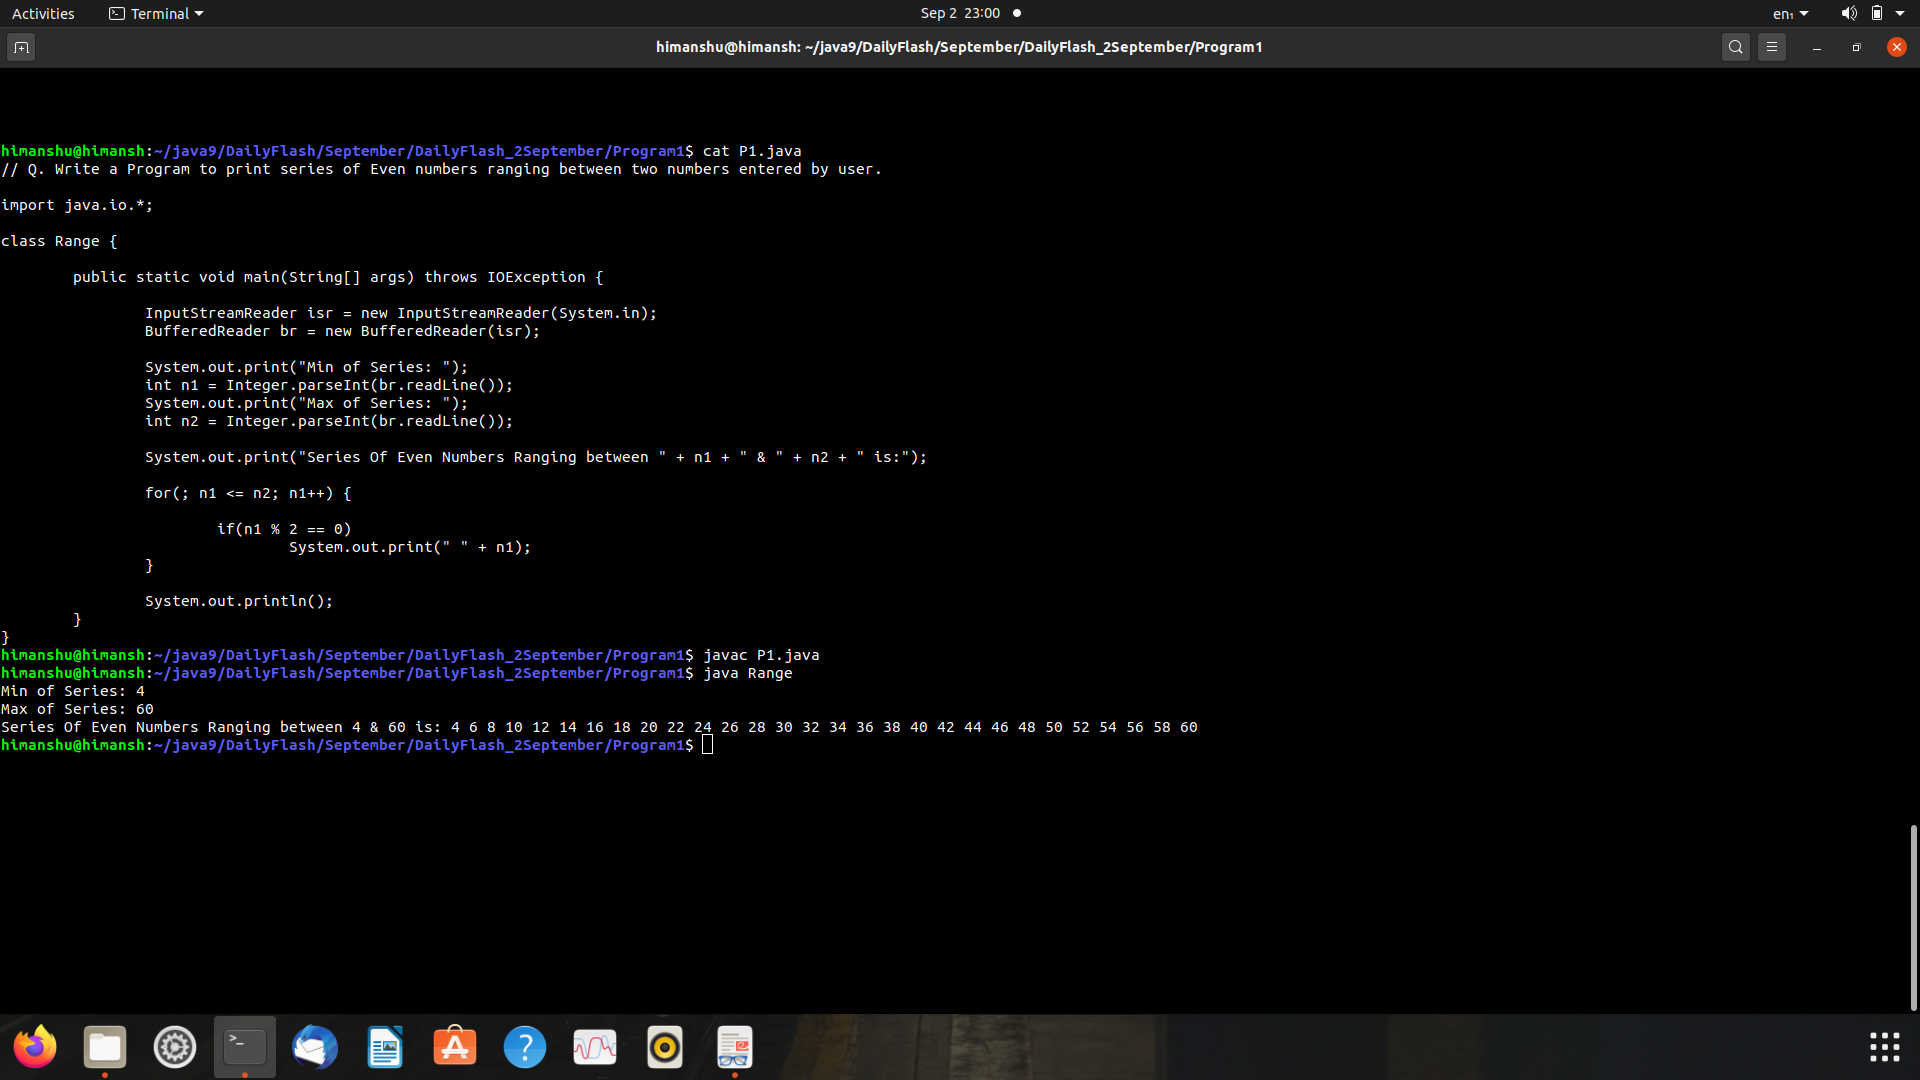 Activities
Terminal
Sep 2 23:00
en₁
himanshu@himansh: ~/java9/DailyFlash/September/DailyFlash_2September/Program1
himanshu@himansh:~/java9/DailyFlash/September/DailyFlash_2September/Program1$ cat P1.java
// Q. Write a Program to print series of Even numbers ranging between two numbers entered by user.
import java.io.*;
class Range {
public static void main(String[] args) throws IOException {
InputStreamReader isr = new InputStreamReader(System.in);
BufferedReader br = new BufferedReader(isr);
System.out.print("Min of Series: ");
int n1 = Integer.parseInt(br.readLine());
System.out.print("Max of Series: ");
int n2 = Integer.parseInt(br.readLine());
System.out.print("Series Of Even Numbers Ranging between " + n1 + " & " + n2 + " is:");
for(; n1 <= n2; n1++) {
if(n1 % 2 == 0)
System.out.print(" " + n1);
}
System.out.println();
}
}
himanshu@himansh:~/java9/DailyFlash/September/DailyFlash_2September/Program1$ javac P1.java
himanshu@himansh:~/java9/DailyFlash/September/DailyFlash_2September/Program1$ java Range
Min of Series: 4
Max of Series: 60
Series Of Even Numbers Ranging between 4 & 60 is: 4 6 8 10 12 14 16 18 20 22 24 26 28 30 32 34 36 38 40 42 44 46 48 50 52 54 56 58 60
himanshu@himansh:~/java9/DailyFlash/September/DailyFlash_2September/Program1$